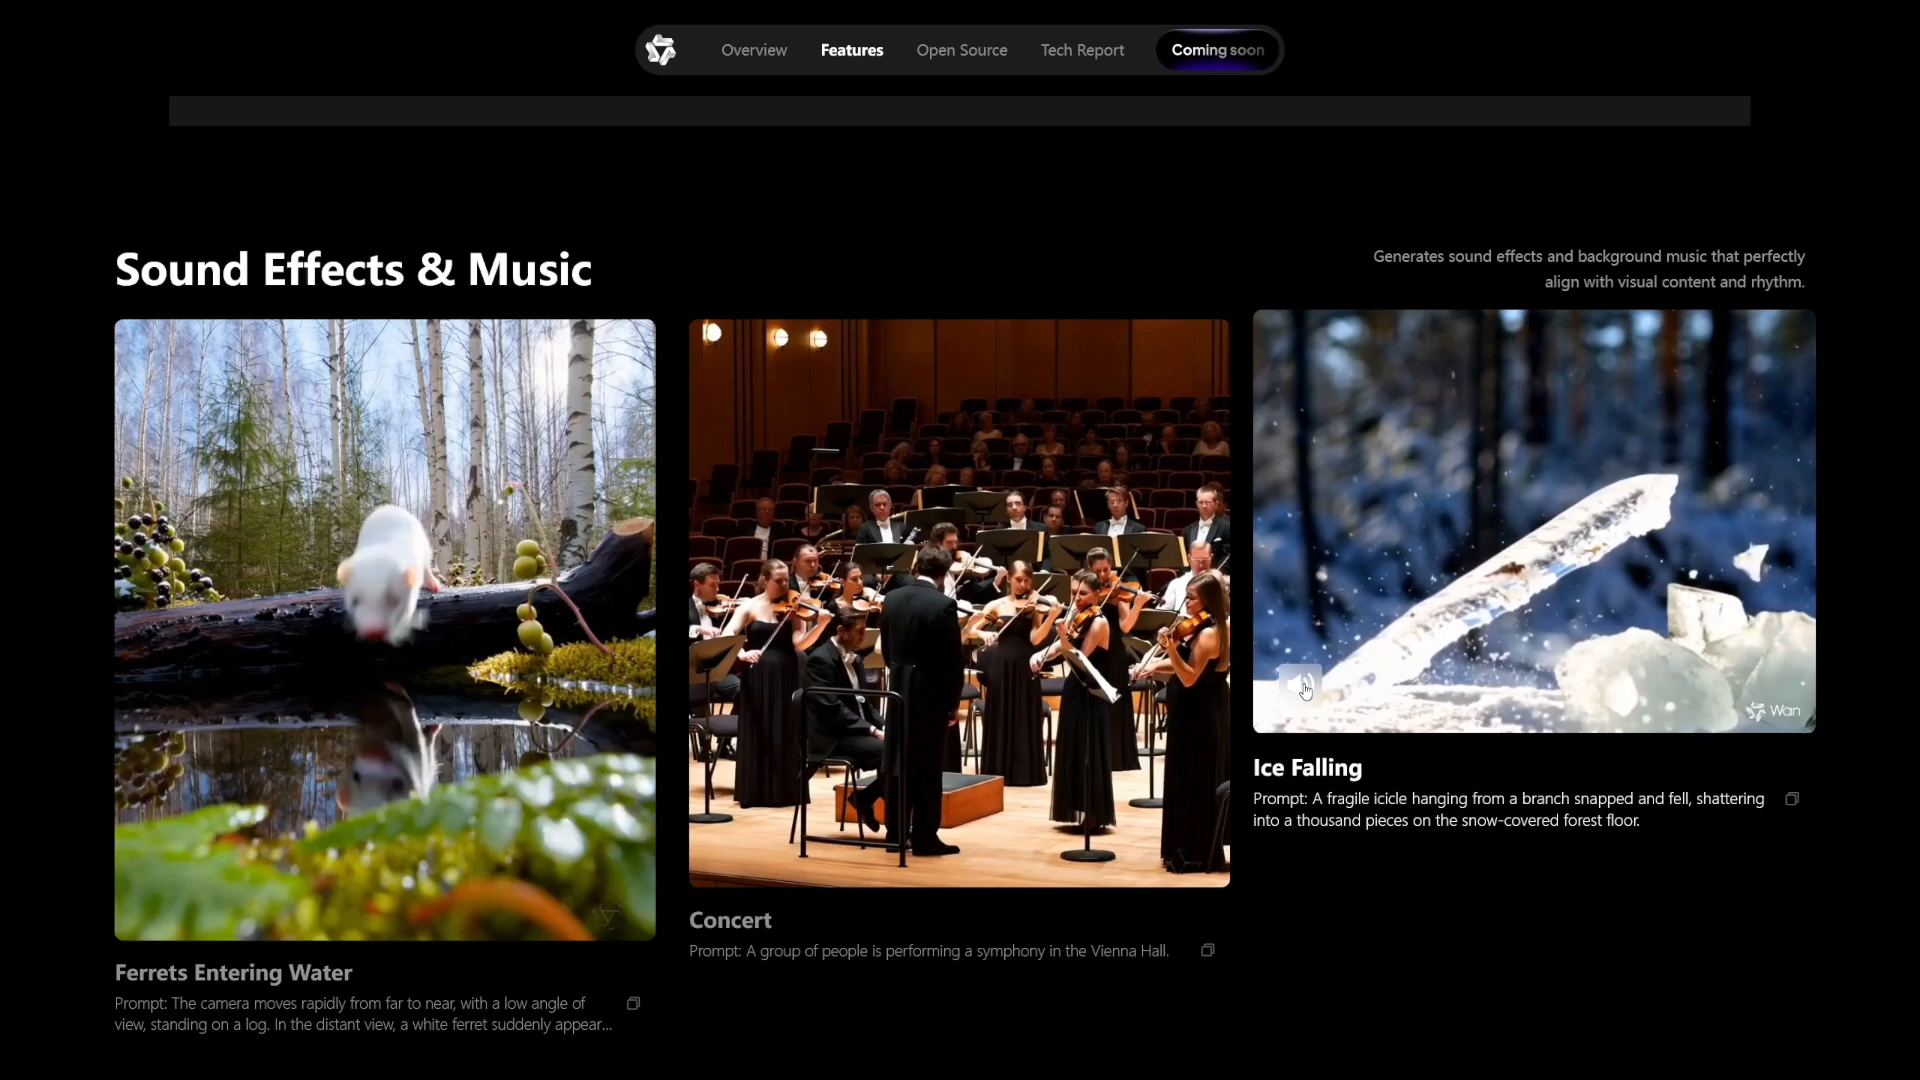 Overview
Features
Open Source
Tech Report
Coming soon
Sound Effects & Music
Generates sound effects and background music that perfectly
align with visual content and rhythm.
Wan
Ice Falling
Prompt: A fragile icicle hanging from a branch snapped and fell, shattering
into a thousand pieces on the snow-covered forest floor.
Concert
Prompt: A group of people is performing a symphony in the Vienna Hall.
Ferrets Entering Water
Prompt: The camera moves rapidly from far to near, with a low angle of
view, standing on a log. In the distant view, a white ferret suddenly appear...